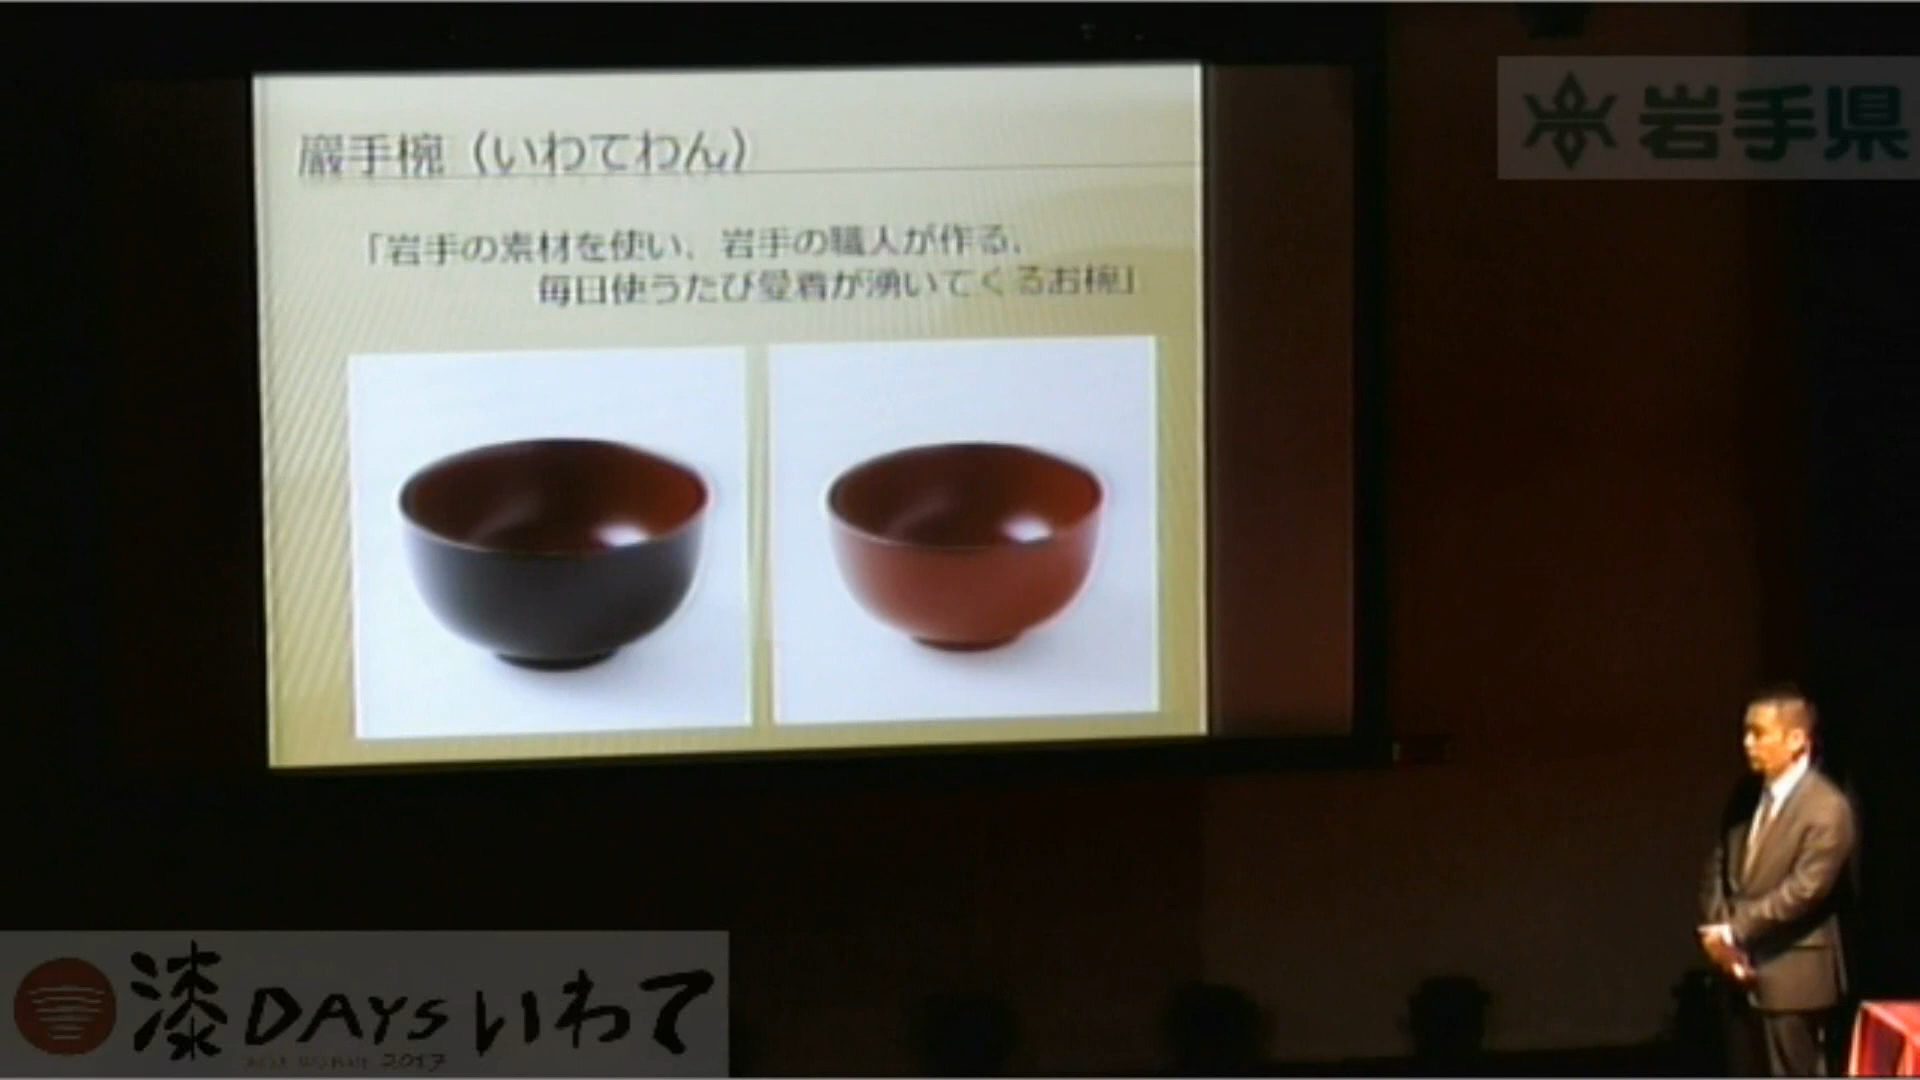 巖手椀（いわてわん）
岩手県
「岩手の素材を使い、岩手の職人が作る、
毎日使うたび愛着が湧いてくるお椀」
漆DAYSいわて
2017